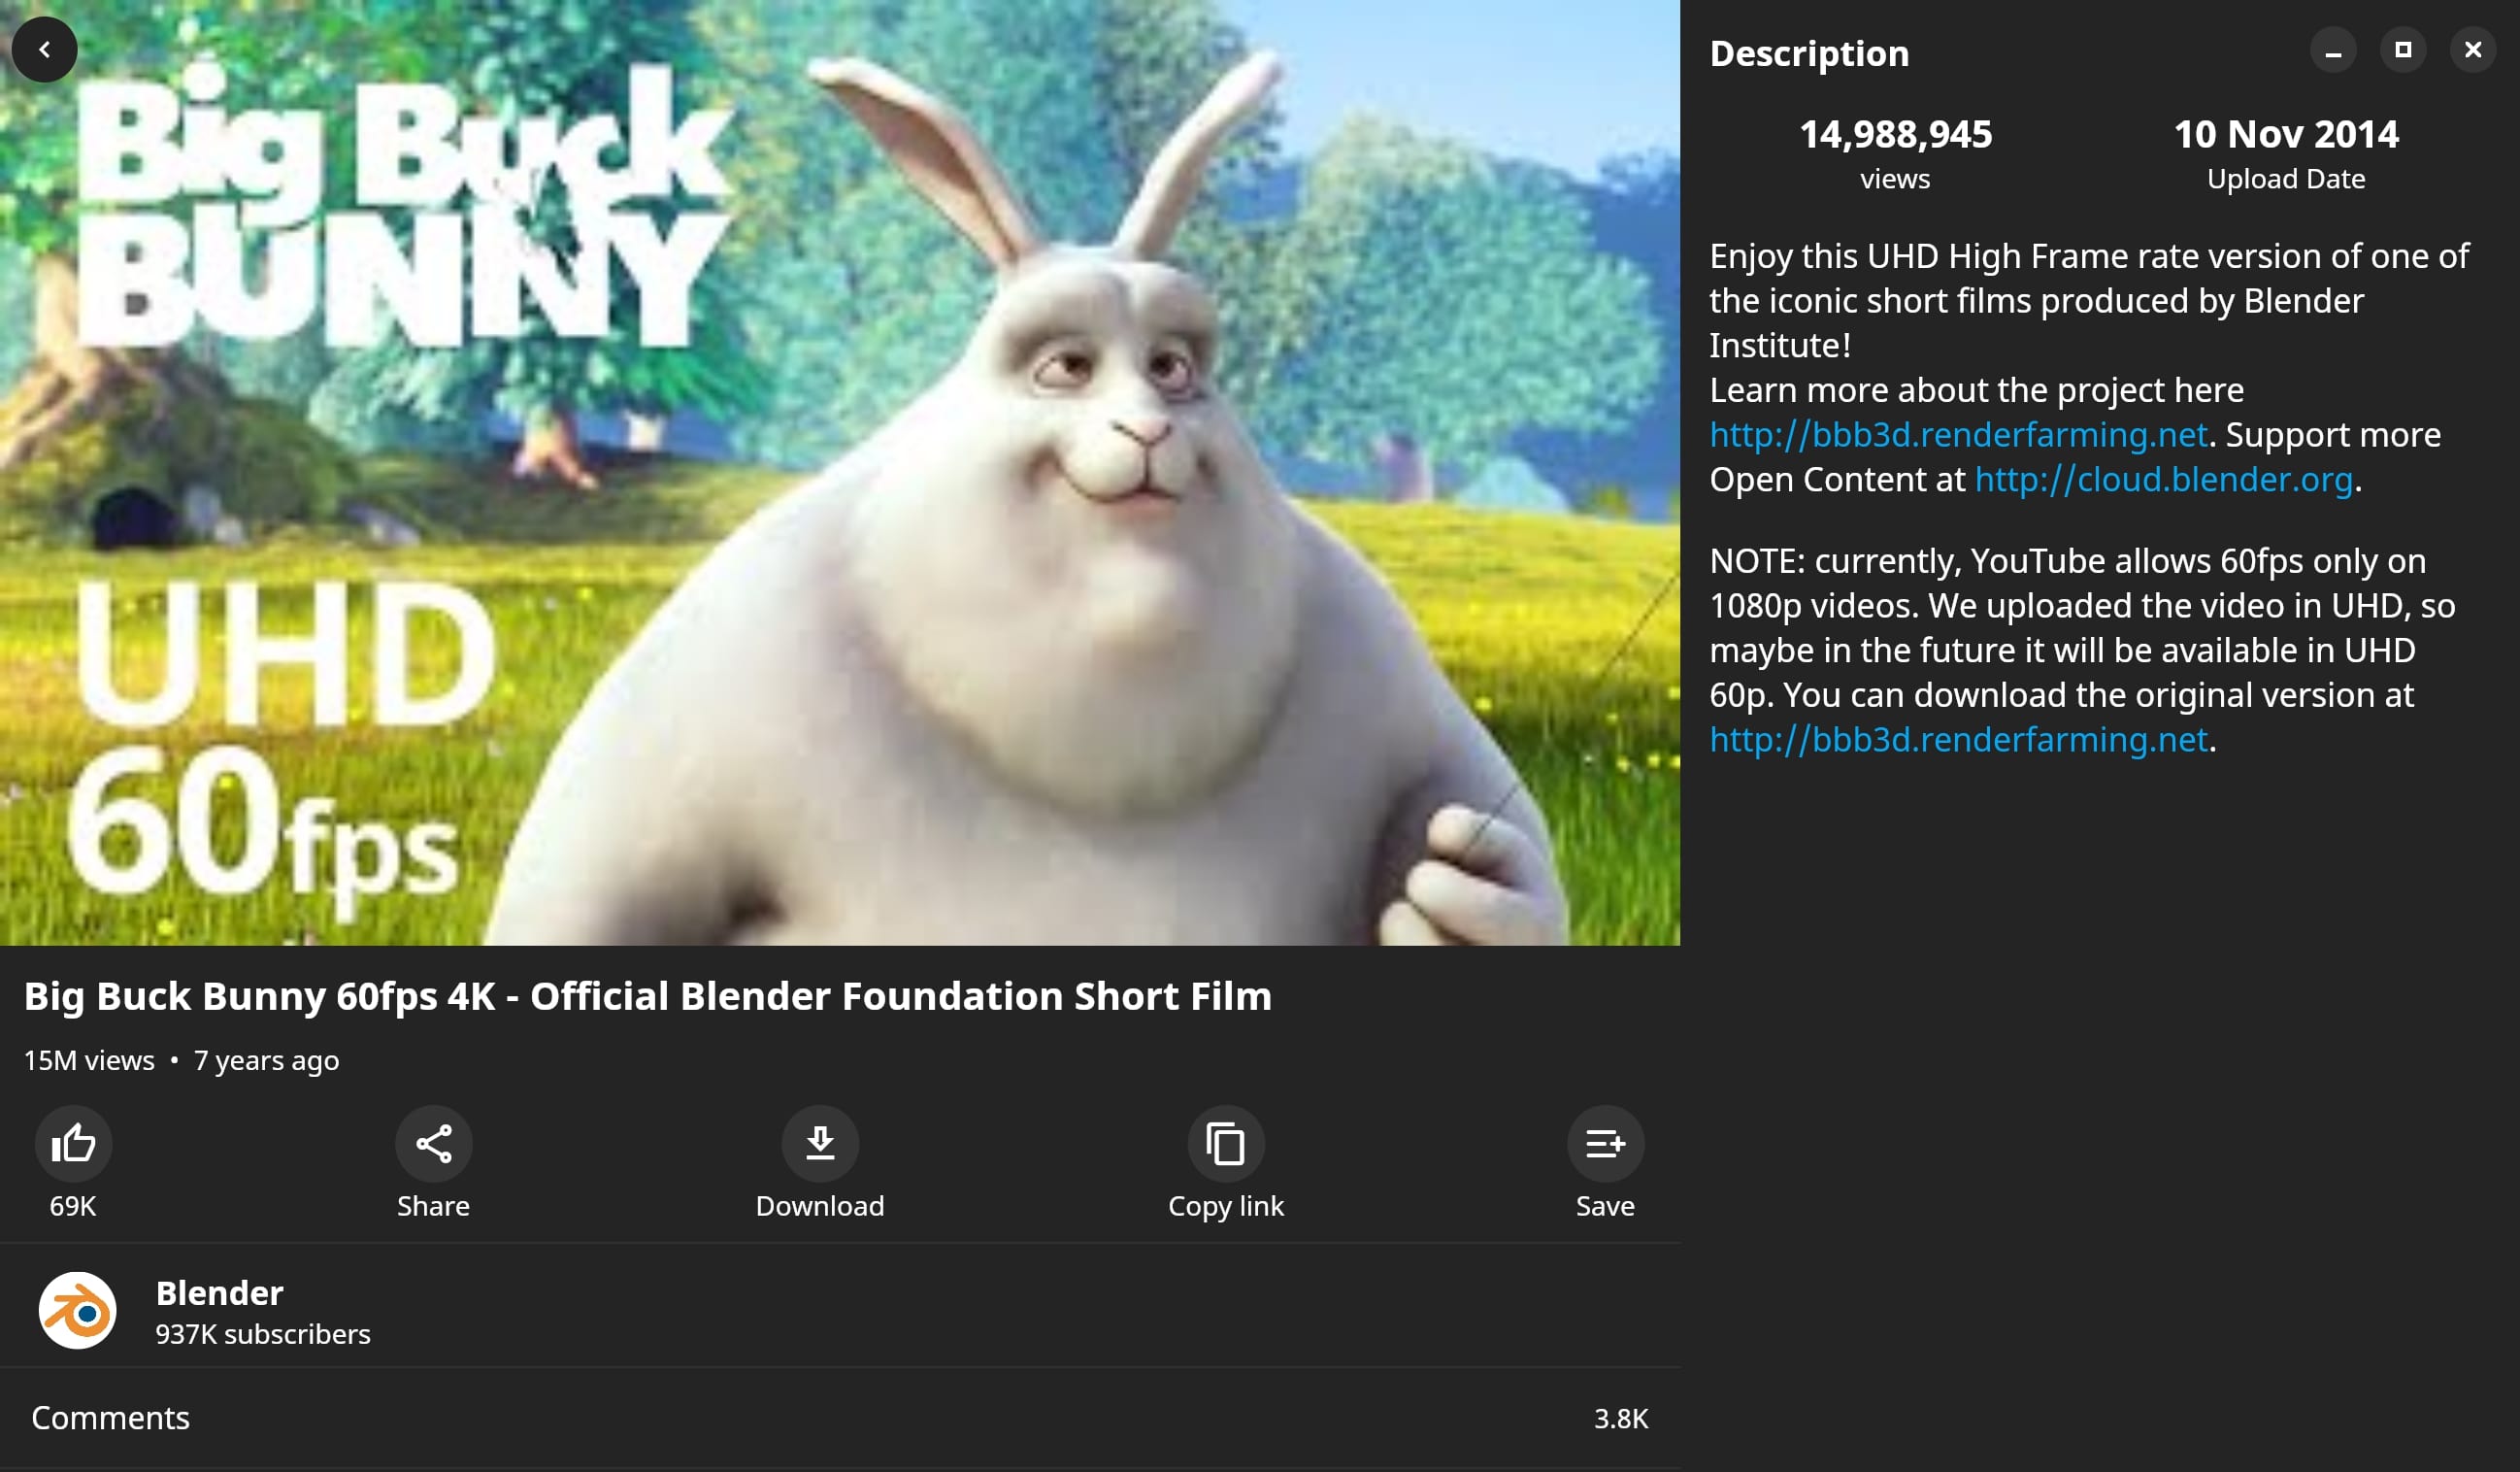 Big Buck
BUNNY
UHD
60fps
Big Buck Bunny 60fps 4K - Official Blender Foundation Short Film
15M views • 7 years ago
69K
Share
Download
Copy link
Save
Blender
937K subscribers
Comments
3.8K
Description
14,988,945
views
10 Nov 2014
Upload Date
Enjoy this UHD High Frame rate version of one of
the iconic short films produced by Blender
Institute!
Learn more about the project here
http://bbb3d.renderfarming.net. Support more
Open Content at http://cloud.blender.org.
NOTE: currently, YouTube allows 60fps only on
1080p videos. We uploaded the video in UHD, so
maybe in the future it will be available in UHD
60p. You can download the original version at
http://bbb3d.renderfarming.net.